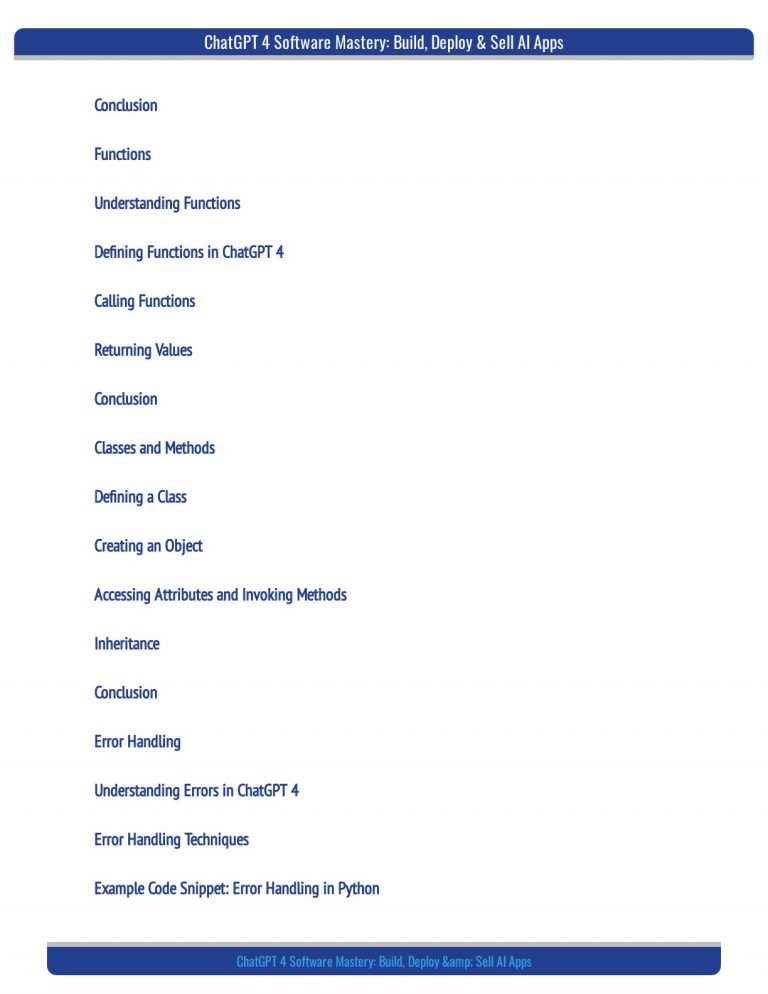 ChatGPT 4 Software Mastery: Build, Deploy & Sell AI Apps
Conclusion
Functions
Understanding Functions
Defining Functions in ChatGPT 4
Calling Functions
Returning Values
Conclusion
Classes and Methods
Defining a Class
Creating an Object
Accessing Attributes and Invoking Methods
Inheritance
Conclusion
Error Handling
Understanding Errors in ChatGPT 4
Error Handling Techniques
Example Code Snippet: Error Handling in Python
ChatGPT 4 Software Mastery: Build, Deploy &amp; Sell AI Apps